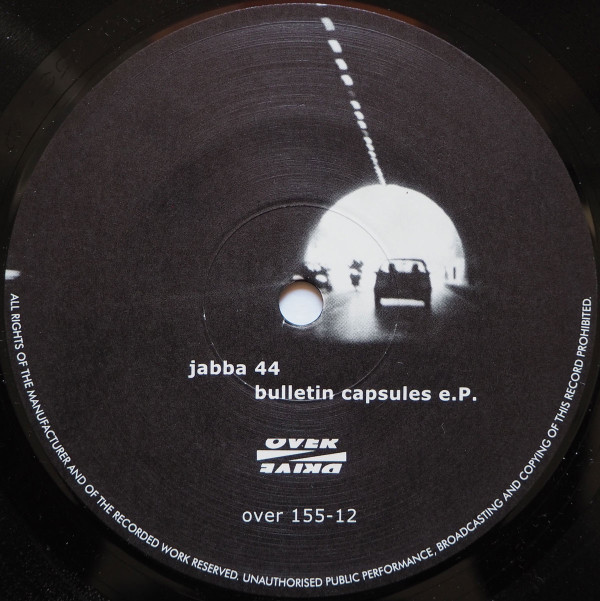 jabba 44
bulletin capsules e.P.
OVER
DRIVE
over 155-12
ALL RIGHTS OF THE MANUFACTURER AND OF THE RECORDED WORK RESERVED. UNAUTHORISED PUBLIC PERFORMANCE, BROADCASTING AND COPYING OF THIS RECORD PROHIBITED.